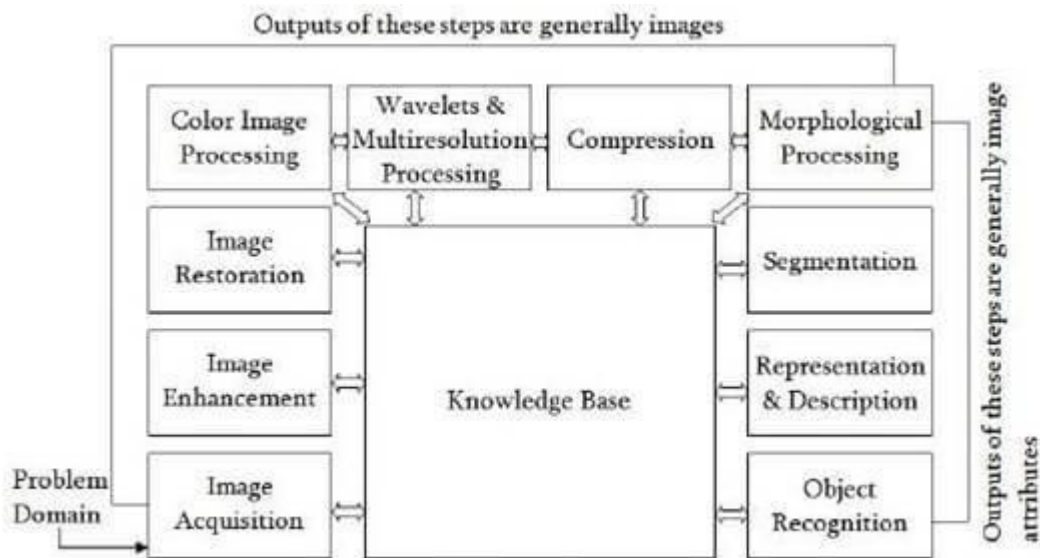 Outputs of these steps are generally images
Color Image
Processing
Wavelets &
Multiresolution
Processing
Compression
Morphological
Processing
Image
Restoration
Segmentation
Image
Enhancement
Knowledge Base
Representation
& Description
Problem
Domain
Image
Acquisition
Object
Recognition
Outputs of these steps are generally image
attributes